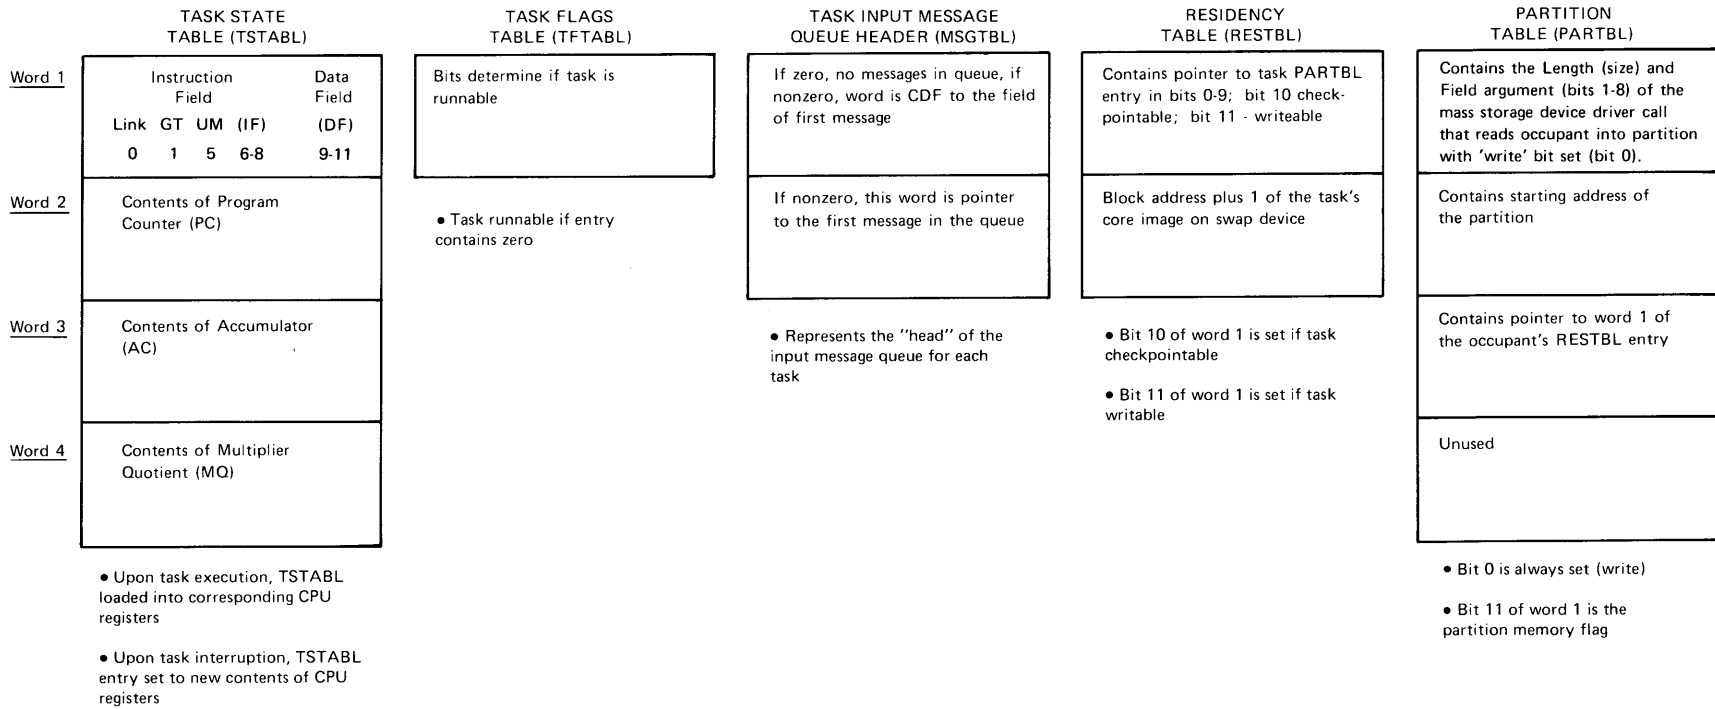 TASK STATE
TABLE (TSTABL)
TASK FLAGS
TABLE (TFTABL)
TASK INPUT MESSAGE
QUEUE HEADER (MSGTBL)
RESIDENCY
TABLE (RESTBL)
PARTITION
TABLE (PARTBL)
Word 1
Instruction Data
Field Field
Link GT UM (IF) (DF)
0 1 5 6-8 9-11
Word 2
Contents of Program
Counter (PC)
Word 3
Contents of Accumulator
(AC)
Word 4
Contents of Multiplier
Quotient (MQ)
• Upon task execution, TSTABL
loaded into corresponding CPU
registers
• Upon task interruption, TSTABL
entry set to new contents of CPU
registers
Bits determine if task is
runnable
• Task runnable if entry
contains zero
If zero, no messages in queue, if
nonzero, word is CDF to the field
of first message
If nonzero, this word is pointer
to the first message in the queue
• Represents the "head" of the
input message queue for each
task
Contains pointer to task PARTBL
entry in bits 0-9; bit 10 check-
pointable; bit 11 - writeable
Block address plus 1 of the task's
core image on swap device
• Bit 10 of word 1 is set if task
checkpointable
• Bit 11 of word 1 is set if task
writable
Contains the Length (size) and
Field argument (bits 1-8) of the
mass storage device driver call
that reads occupant into partition
with 'write' bit set (bit 0).
Contains starting address of
the partition
Contains pointer to word 1 of
the occupant's RESTBL entry
Unused
• Bit 0 is always set (write)
• Bit 11 of word 1 is the
partition memory flag